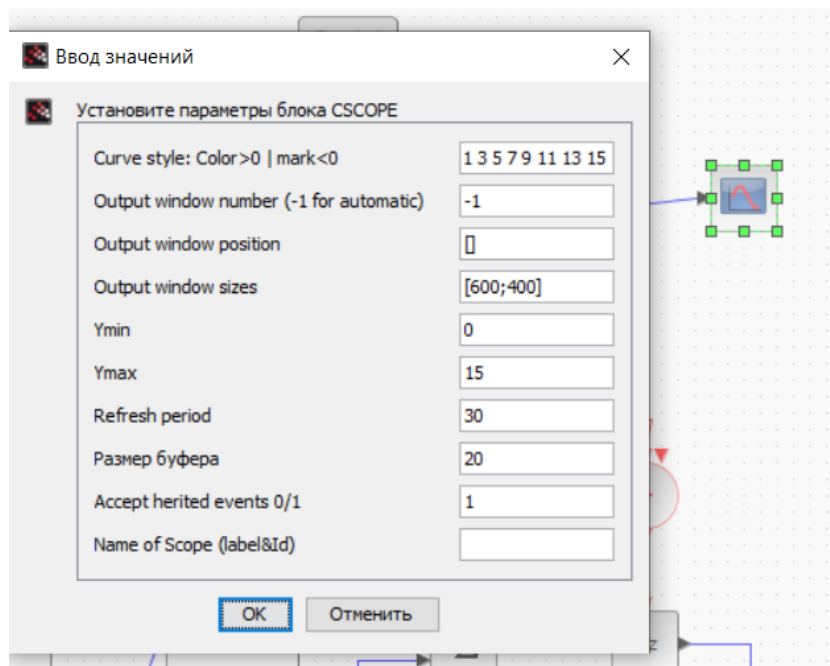 Ввод значений
Установите параметры блока CSCOPE
Curve style: Color>0 | mark<0 1 3 5 7 9 11 13 15
Output window number (-1 for automatic) -1
Output window position []
Output window sizes [600;400]
Ymin 0
Ymax 15
Refresh period 30
Размер буфера 20
Accept herited events 0/1 1
Name of Scope (label&Id)
OK Отменить
z